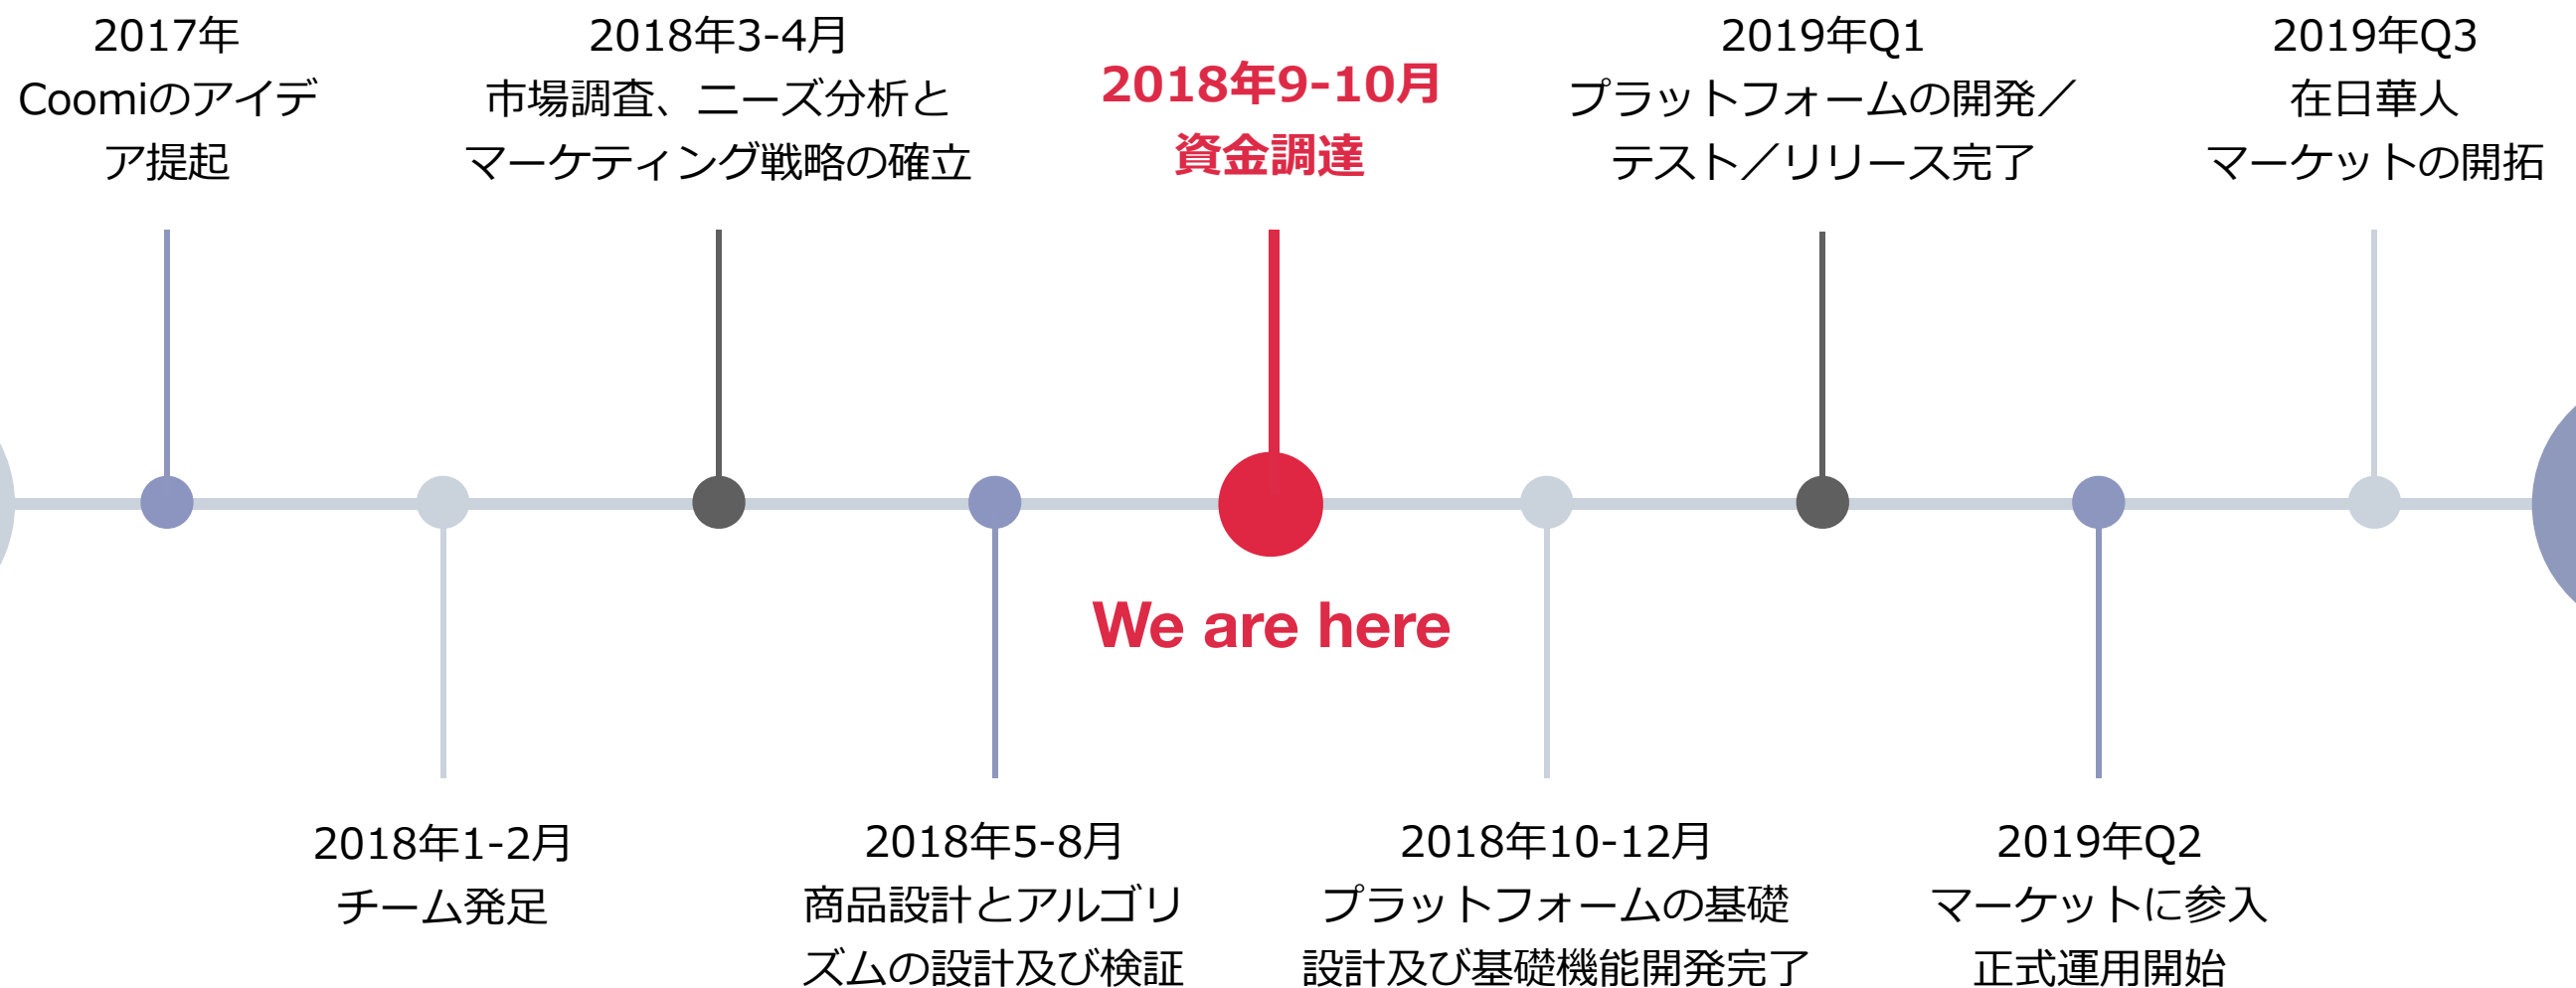 2017年
Coomiのアイデ
ア提起
2018年1-2月
チーム発足
2018年3-4月
市場調査、ニーズ分析と
マーケティング戦略の確立
2018年5-8月
商品設計とアルゴリ
ズムの設計及び検証
2018年9-10月
資金調達
We are here
2018年10-12月
プラットフォームの基礎
設計及び基礎機能開発完了
2019年Q1
プラットフォームの開発／
テスト／リリース完了
2019年Q2
マーケットに参入
正式運用開始
2019年Q3
在日華人
マーケットの開拓